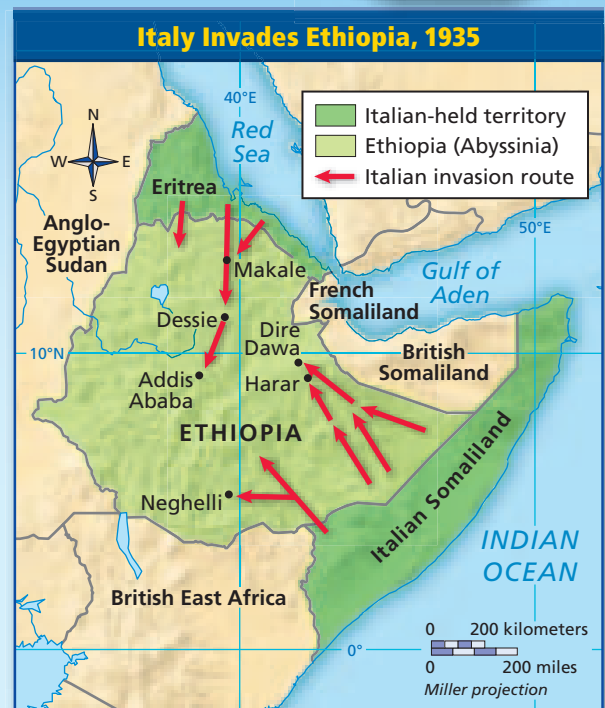 Italy Invades Ethiopia, 1935
Italian-held territory
Ethiopia (Abyssinia)
Italian invasion route
40°E
N
W
E
S
Red
Sea
Eritrea
50°E
Anglo-
Egyptian
Sudan
Makale
Gulf of
Aden
French
Somaliland
Dessie
Dire
Dawa
10°N
British
Somaliland
Addis
Ababa
Harar
ETHIOPIA
Neghelli
Italian Somaliland
INDIAN
OCEAN
British East Africa
0 200 kilometers
0°
0 200 miles
Miller projection